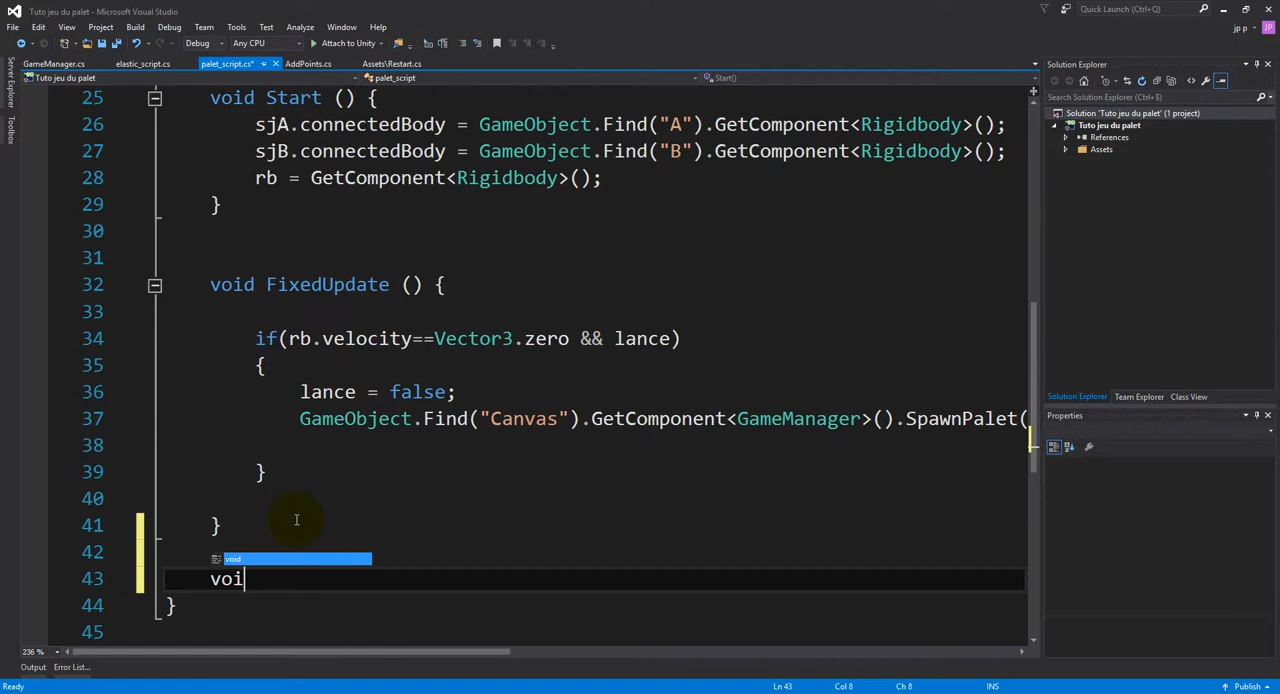 Tuto jeu du palet - Microsoft Visual Studio
Quick Launch (Ctrl+Q)
File Edit View Project Build Debug Team Tools Test Analyze Window Help
jp p
JP
Debug Any CPU Attach to Unity
GameManager.cs elastic_script.cs palet_script.cs* AddPoints.cs Assets\Restart.cs
Tuto jeu du palet palet_script Start()
Server Explorer
Toolbox
25 void Start () {
26 sjA.connectedBody = GameObject.Find("A").GetComponent<Rigidbody>();
27 sjB.connectedBody = GameObject.Find("B").GetComponent<Rigidbody>();
28 rb = GetComponent<Rigidbody>();
29 }
30
31
32 void FixedUpdate () {
33
34 if(rb.velocity==Vector3.zero && lance)
35 {
36 lance = false;
37 GameObject.Find("Canvas").GetComponent<GameManager>().SpawnPalet(
38
39 }
40
41 }
42
void
43 voi
44 }
45
236 %
Output Error List...
Ready Ln 43 Col 8 Ch 8 INS Publish
Solution Explorer
Search Solution Explorer (Ctrl+$)
Solution 'Tuto jeu du palet' (1 project)
Tuto jeu du palet
References
Assets
Solution Explorer Team Explorer Class View
Properties